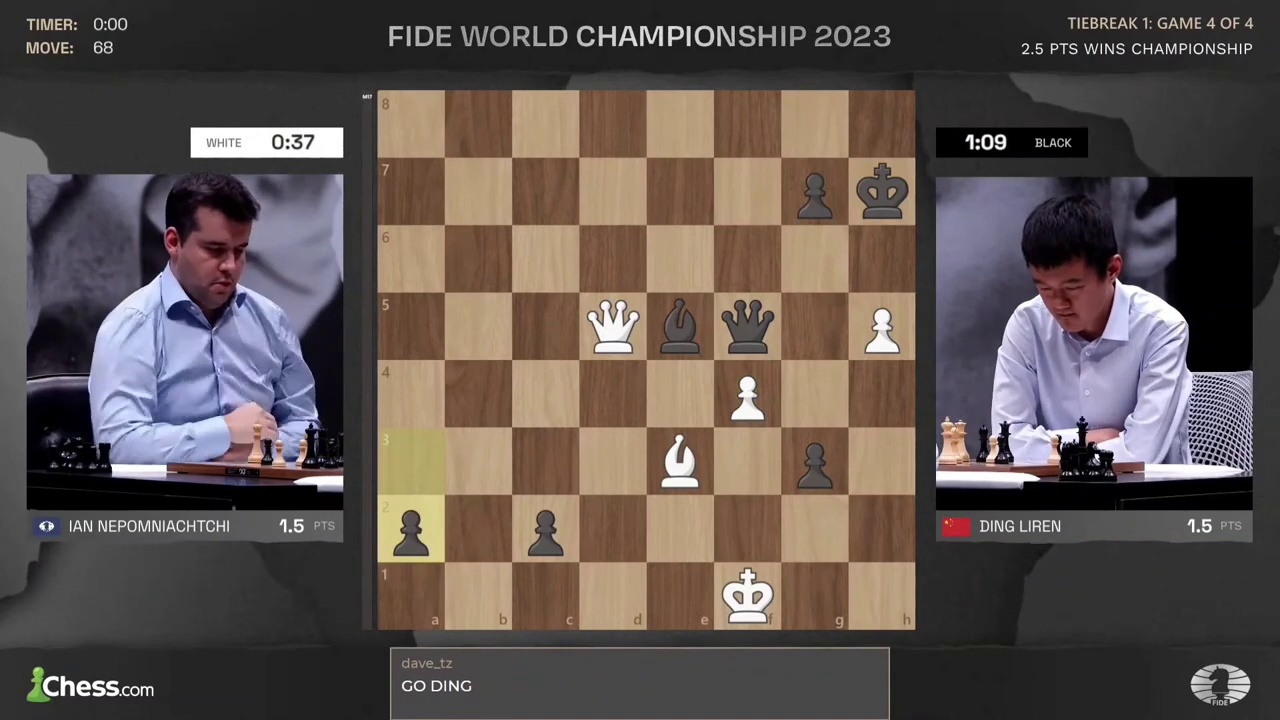 TIMER: 0:00
MOVE: 68
FIDE WORLD CHAMPIONSHIP 2023
TIEBREAK 1: GAME 4 OF 4
2.5 PTS WINS CHAMPIONSHIP
WHITE 0:37
1:09 BLACK
8
7
6
5
4
3
2
1
a b c d e f g h
IAN NEPOMNIACHTCHI 1.5 PTS
DING LIREN 1.5 PTS
dave_tz
GO DING
Chess.com
FIDE